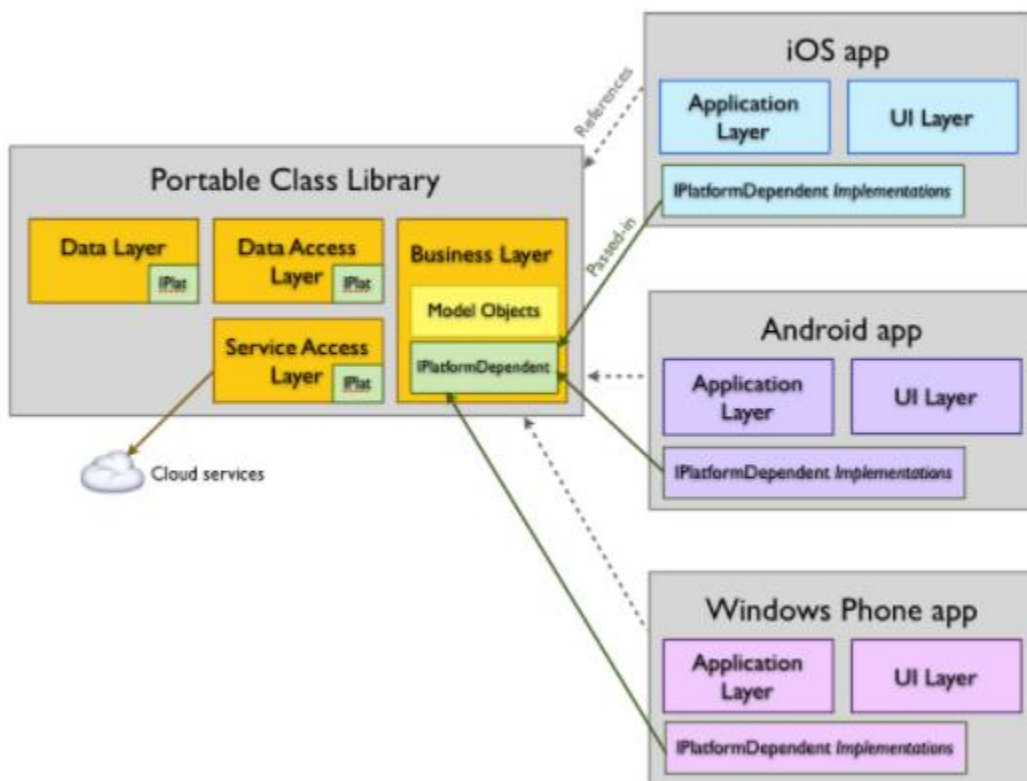 iOS app
Application
Layer
UI Layer
IPlatformDependent Implementations
References
Passed-in
Portable Class Library
Data Layer
IPlat
Data Access
Layer
IPlat
Service Access
Layer
IPlat
Business Layer
Model Objects
IPlatformDependent
Cloud services
Android app
Application
Layer
UI Layer
IPlatformDependent Implementations
Windows Phone app
Application
Layer
UI Layer
IPlatformDependent Implementations